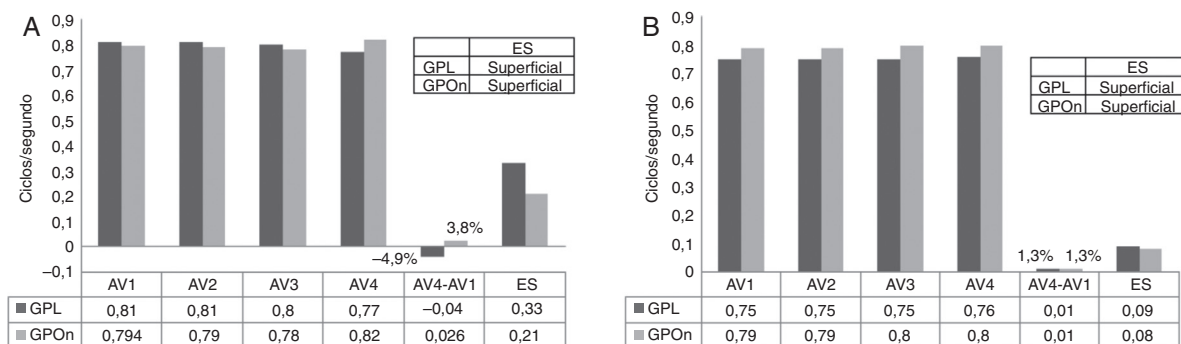 A
0,9
0,8
0,7
0,6
0,5
0,4
0,3
0,2
0,1
0
–0,1
Ciclos/segundo
ES
GPL Superficial
GPOn Superficial
–4,9%
3,8%
AV1 AV2 AV3 AV4 AV4-AV1 ES
GPL 0,81 0,81 0,8 0,77 –0,04 0,33
GPOn 0,794 0,79 0,78 0,82 0,026 0,21
B
0,9
0,8
0,7
0,6
0,5
0,4
0,3
0,2
0,1
0
Ciclos/segundo
ES
GPL Superficial
GPOn Superficial
1,3% 1,3%
AV1 AV2 AV3 AV4 AV4-AV1 ES
GPL 0,75 0,75 0,75 0,76 0,01 0,09
GPOn 0,79 0,79 0,8 0,8 0,01 0,08